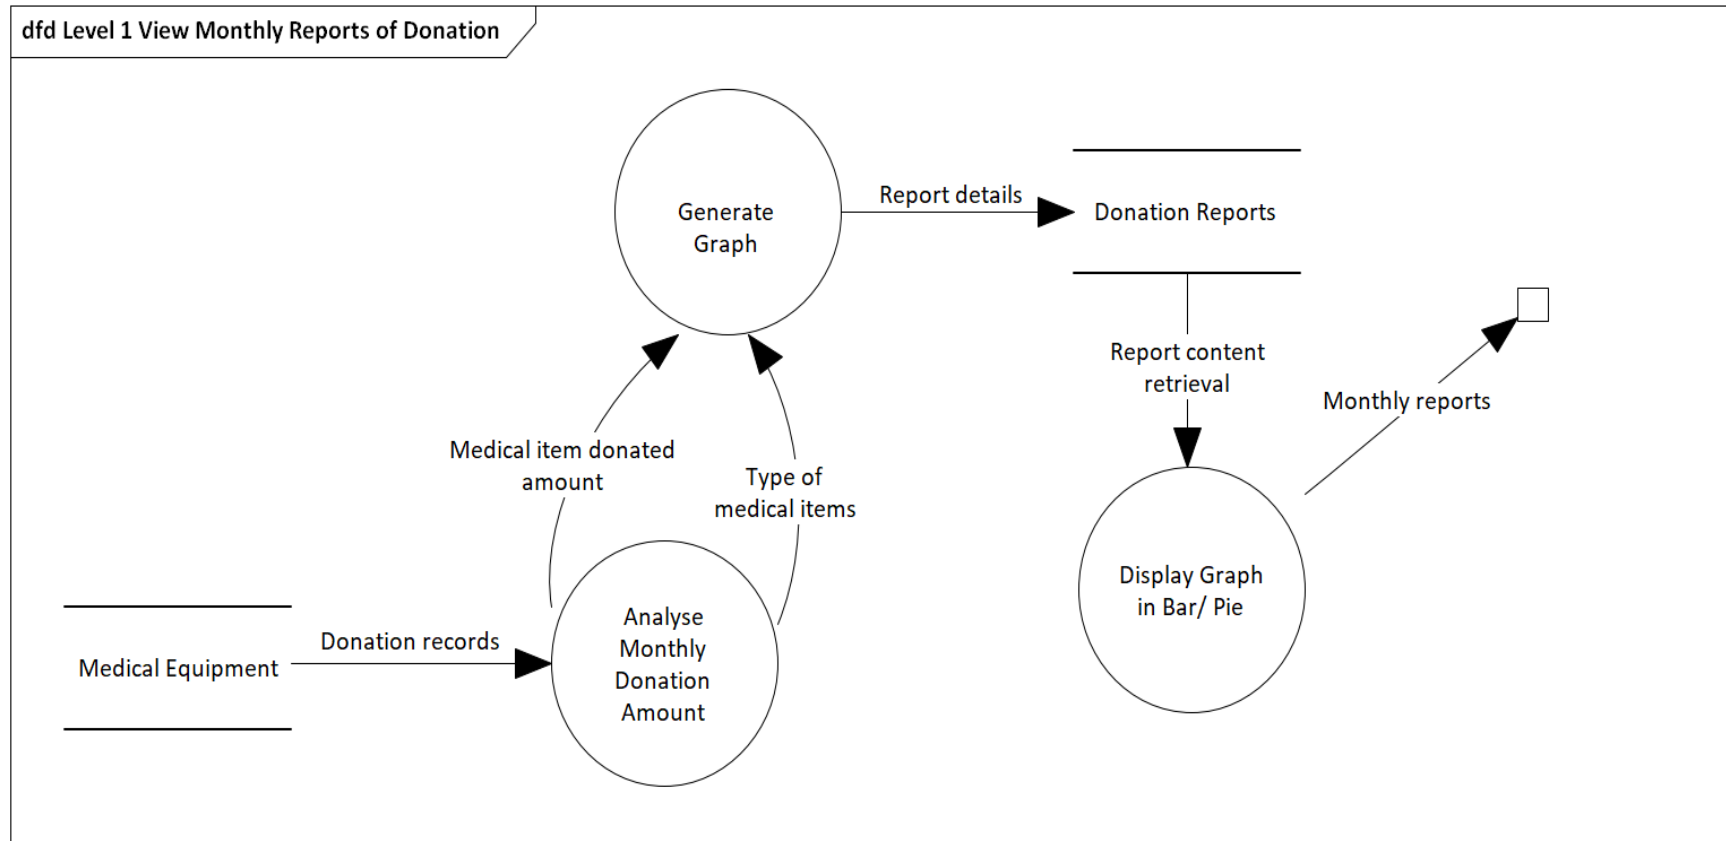 dfd Level 1 View Monthly Reports of Donation
Generate
Graph
Report details
Donation Reports
Report content
retrieval
Monthly reports
Medical item donated
amount
Type of
medical items
Display Graph
in Bar/ Pie
Medical Equipment
Donation records
Analyse
Monthly
Donation
Amount